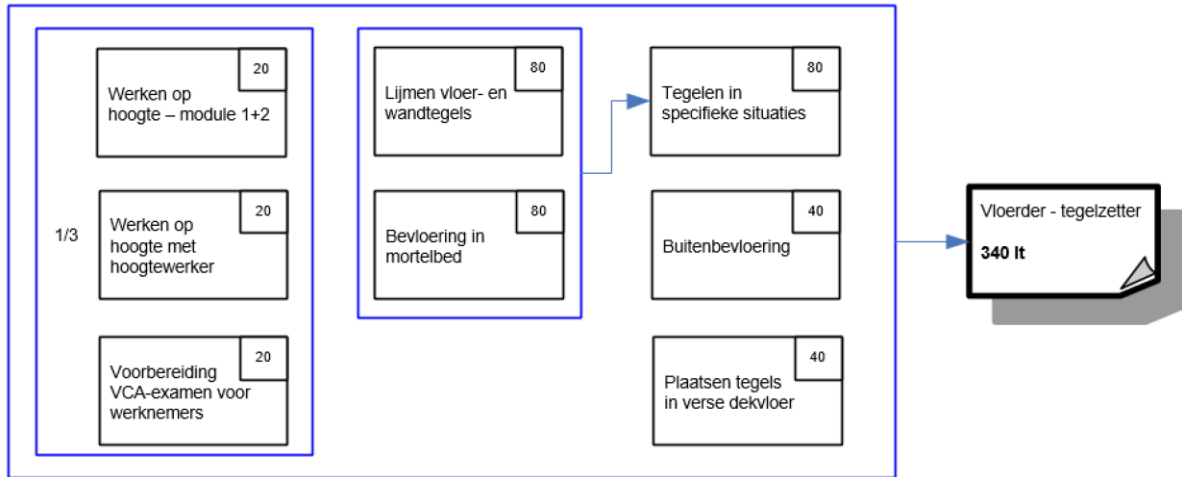 20
Werken op
hoogte – module 1+2
20
Werken op
hoogte met
hoogtewerker
1/3
20
Voorbereiding
VCA-examen voor
werknemers
80
Lijmen vloer- en
wandtegels
80
Bevloering in
mortelbed
80
Tegelen in
specifieke situaties
40
Buitenbevloering
40
Plaatsen tegels
in verse dekvloer
Vloerder - tegelzetter
340 lt